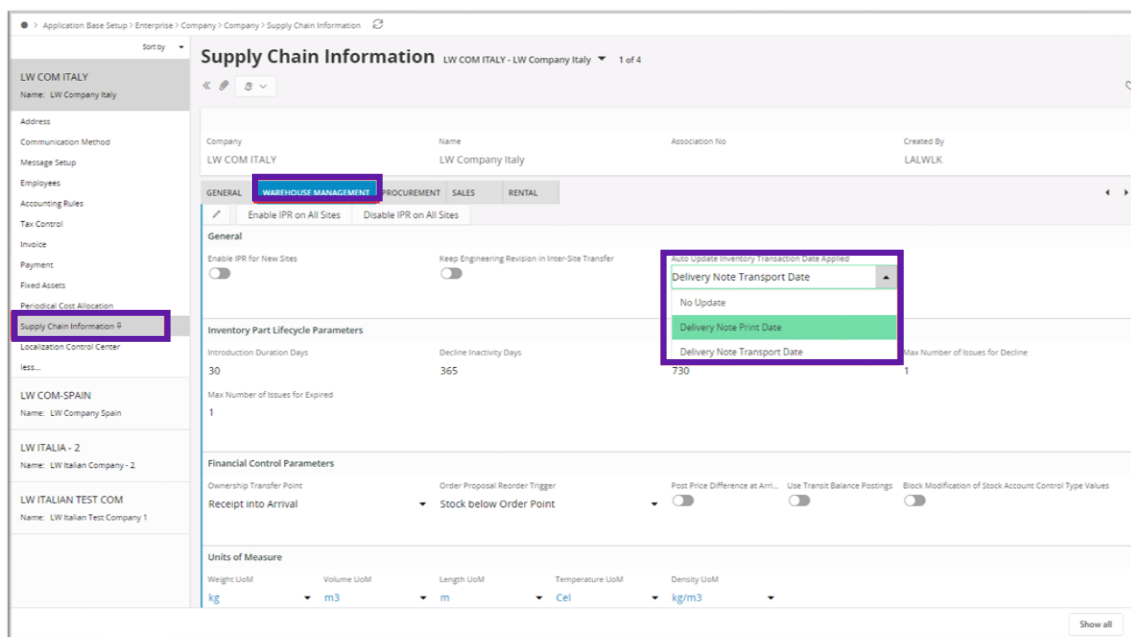 Application Base Setup > Enterprise > Company > Company > Supply Chain Information
Sort by
LW COM ITALY
Name: LW Company Italy
Address
Communication Method
Message Setup
Employees
Accounting Rules
Tax Control
Invoice
Payment
Fixed Assets
Periodical Cost Allocation
Supply Chain Information
Localization Control Center
less...
LW COM-SPAIN
Name: LW Company Spain
LW ITALIA - 2
Name: LW Italian Company - 2
LW ITALIAN TEST COM
Name: LW Italian Test Company 1
Supply Chain Information LW COM ITALY - LW Company Italy 1 of 4
Company Name Association No Created By
LW COM ITALY LW Company Italy LALWLK
GENERAL WAREHOUSE MANAGEMENT PROCUREMENT SALES RENTAL
Enable IPR on All Sites Disable IPR on All Sites
General
Enable IPR for New Sites Keep Engineering Revision in Inter-Site Transfer Auto Update Inventory Transaction Date Applied
Delivery Note Transport Date
No Update
Delivery Note Print Date
Delivery Note Transport Date
Inventory Part Lifecycle Parameters
Introduction Duration Days Decline Inactivity Days Max Number of Issues for Decline
30 365 730 1
Max Number of Issues for Expired
1
Financial Control Parameters
Ownership Transfer Point Order Proposal Reorder Trigger Post Price Difference at Arri... Use Transit Balance Postings Block Modification of Stock Account Control Type Values
Receipt into Arrival Stock below Order Point
Units of Measure
Weight UoM Volume UoM Length UoM Temperature UoM Density UoM
kg m3 m Cel kg/m3
Show all